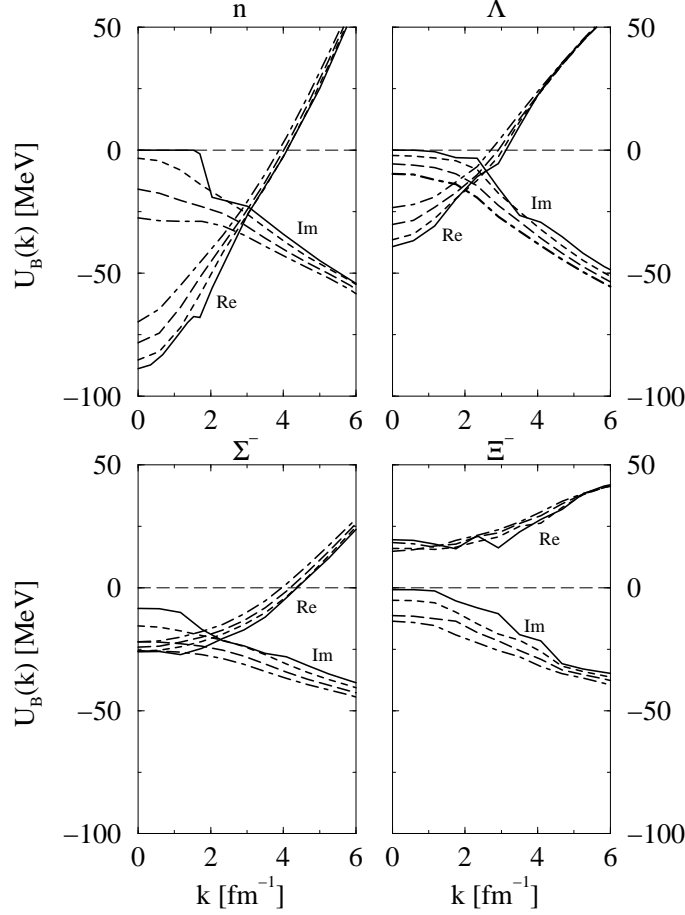 n Λ
50 50
0 0
−50 −50
−100 −100
U_B(k) [MeV]
Im Im
Re Re
0 2 4 6 0 2 4 6
Σ⁻ Ξ⁻
50 50
0 0
−50 −50
−100 −100
U_B(k) [MeV]
Re Re
Im Im
0 2 4 6 0 2 4 6
k [fm⁻¹] k [fm⁻¹]